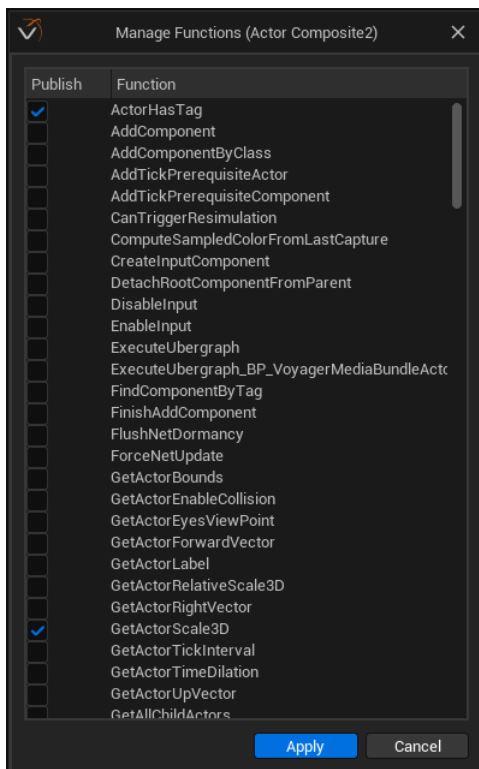 Manage Functions (Actor Composite2)
Publish Function
ActorHasTag
AddComponent
AddComponentByClass
AddTickPrerequisiteActor
AddTickPrerequisiteComponent
CanTriggerResimulation
ComputeSampledColorFromLastCapture
CreateInputComponent
DetachRootComponentFromParent
DisableInput
EnableInput
ExecuteUbergraph
ExecuteUbergraph_BP_VoyagerMediaBundleActo
FindComponentByTag
FinishAddComponent
FlushNetDormancy
ForceNetUpdate
GetActorBounds
GetActorEnableCollision
GetActorEyesViewPoint
GetActorForwardVector
GetActorLabel
GetActorRelativeScale3D
GetActorRightVector
GetActorScale3D
GetActorTickInterval
GetActorTimeDilation
GetActorUpVector
GetAllChildActors
Apply Cancel